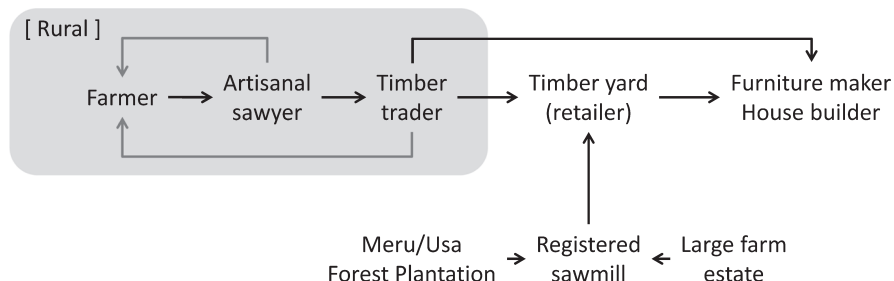 [ Rural ]
Farmer
Artisanal
sawyer
Timber
trader
Timber yard
(retailer)
Furniture maker
House builder
Meru/Usa
Forest Plantation
Registered
sawmill
Large farm
estate